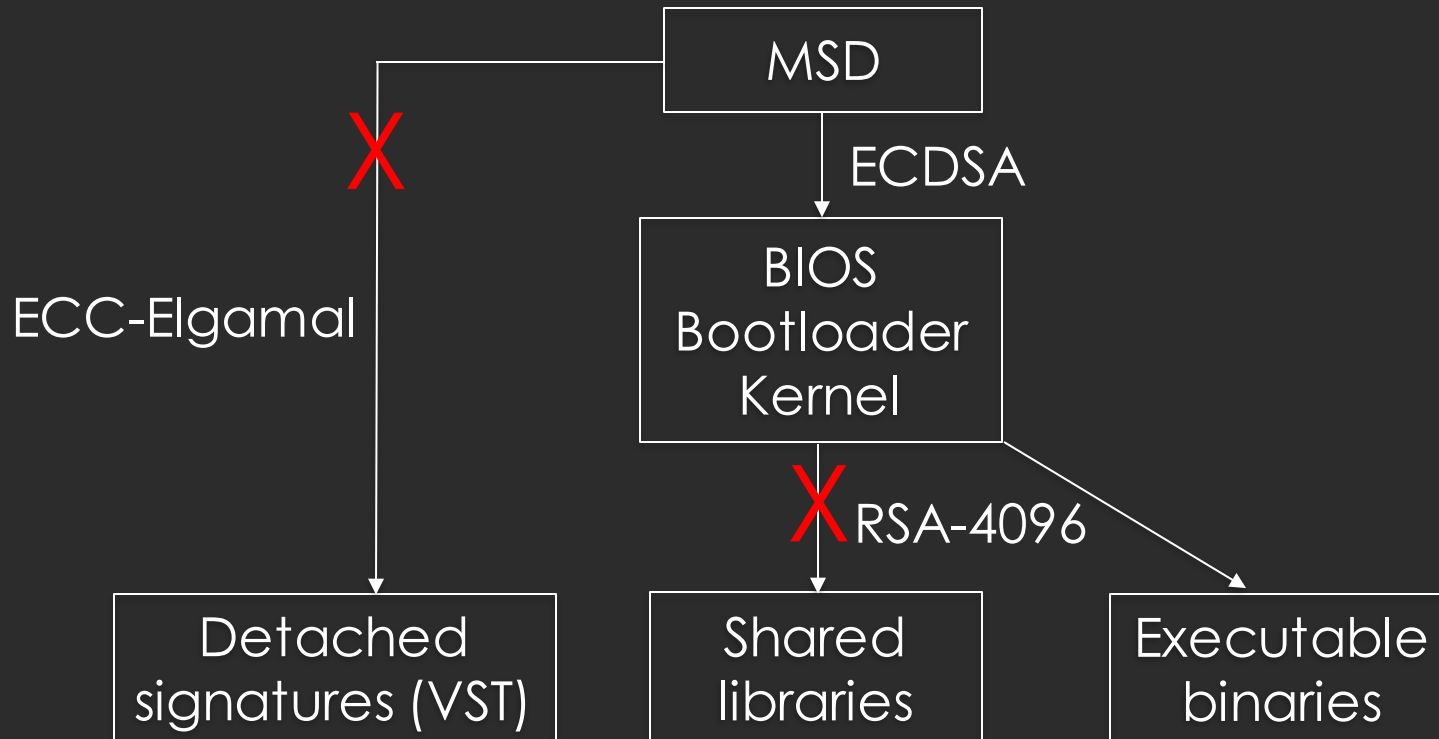 MSD
X
ECDSA
BIOS
Bootloader
Kernel
ECC-Elgamal
X
RSA-4096
Detached
signatures (VST)
Shared
libraries
Executable
binaries